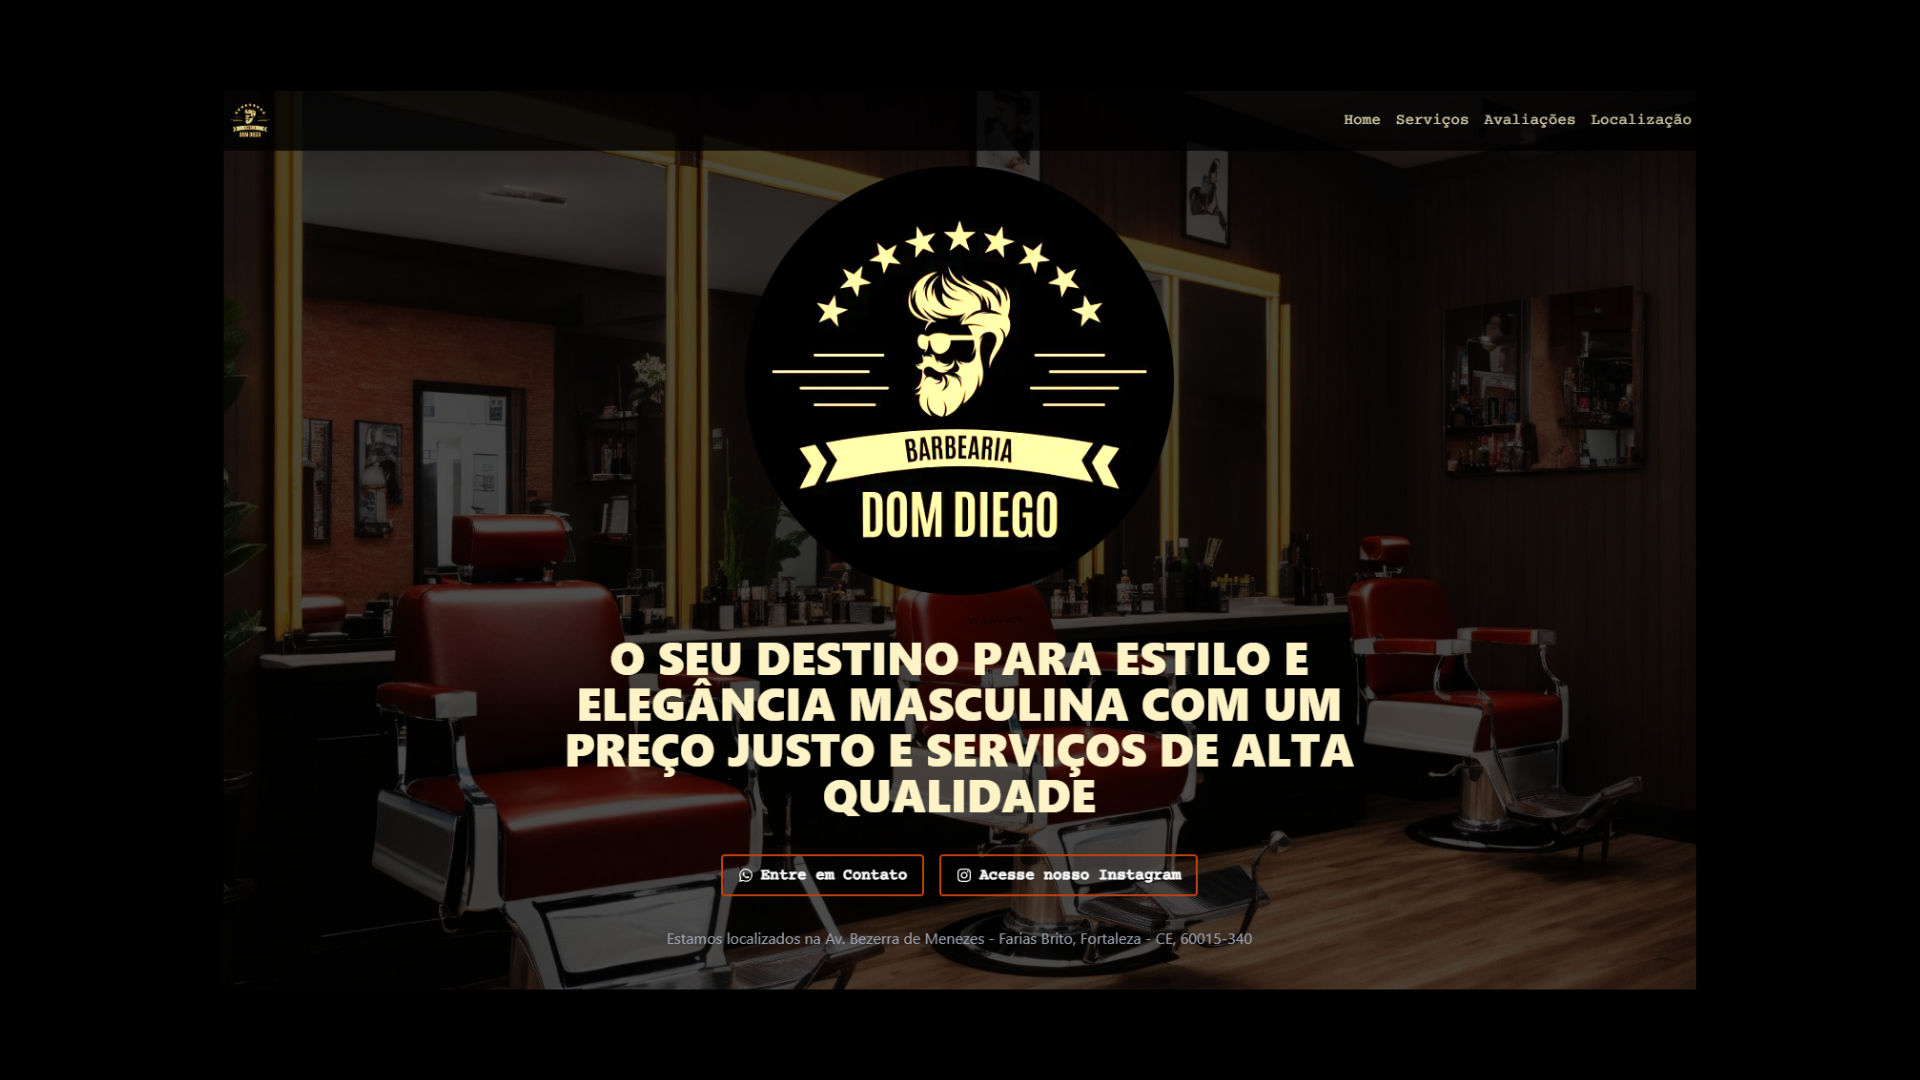 DOM DIEGO
Home Serviços Avaliações Localização
BARBEARIA
DOM DIEGO
O SEU DESTINO PARA ESTILO E
ELEGÂNCIA MASCULINA COM UM
PREÇO JUSTO E SERVIÇOS DE ALTA
QUALIDADE
Entre em Contato Acesse nosso Instagram
Estamos localizados na Av. Bezerra de Menezes - Farias Brito, Fortaleza - CE, 60015-340